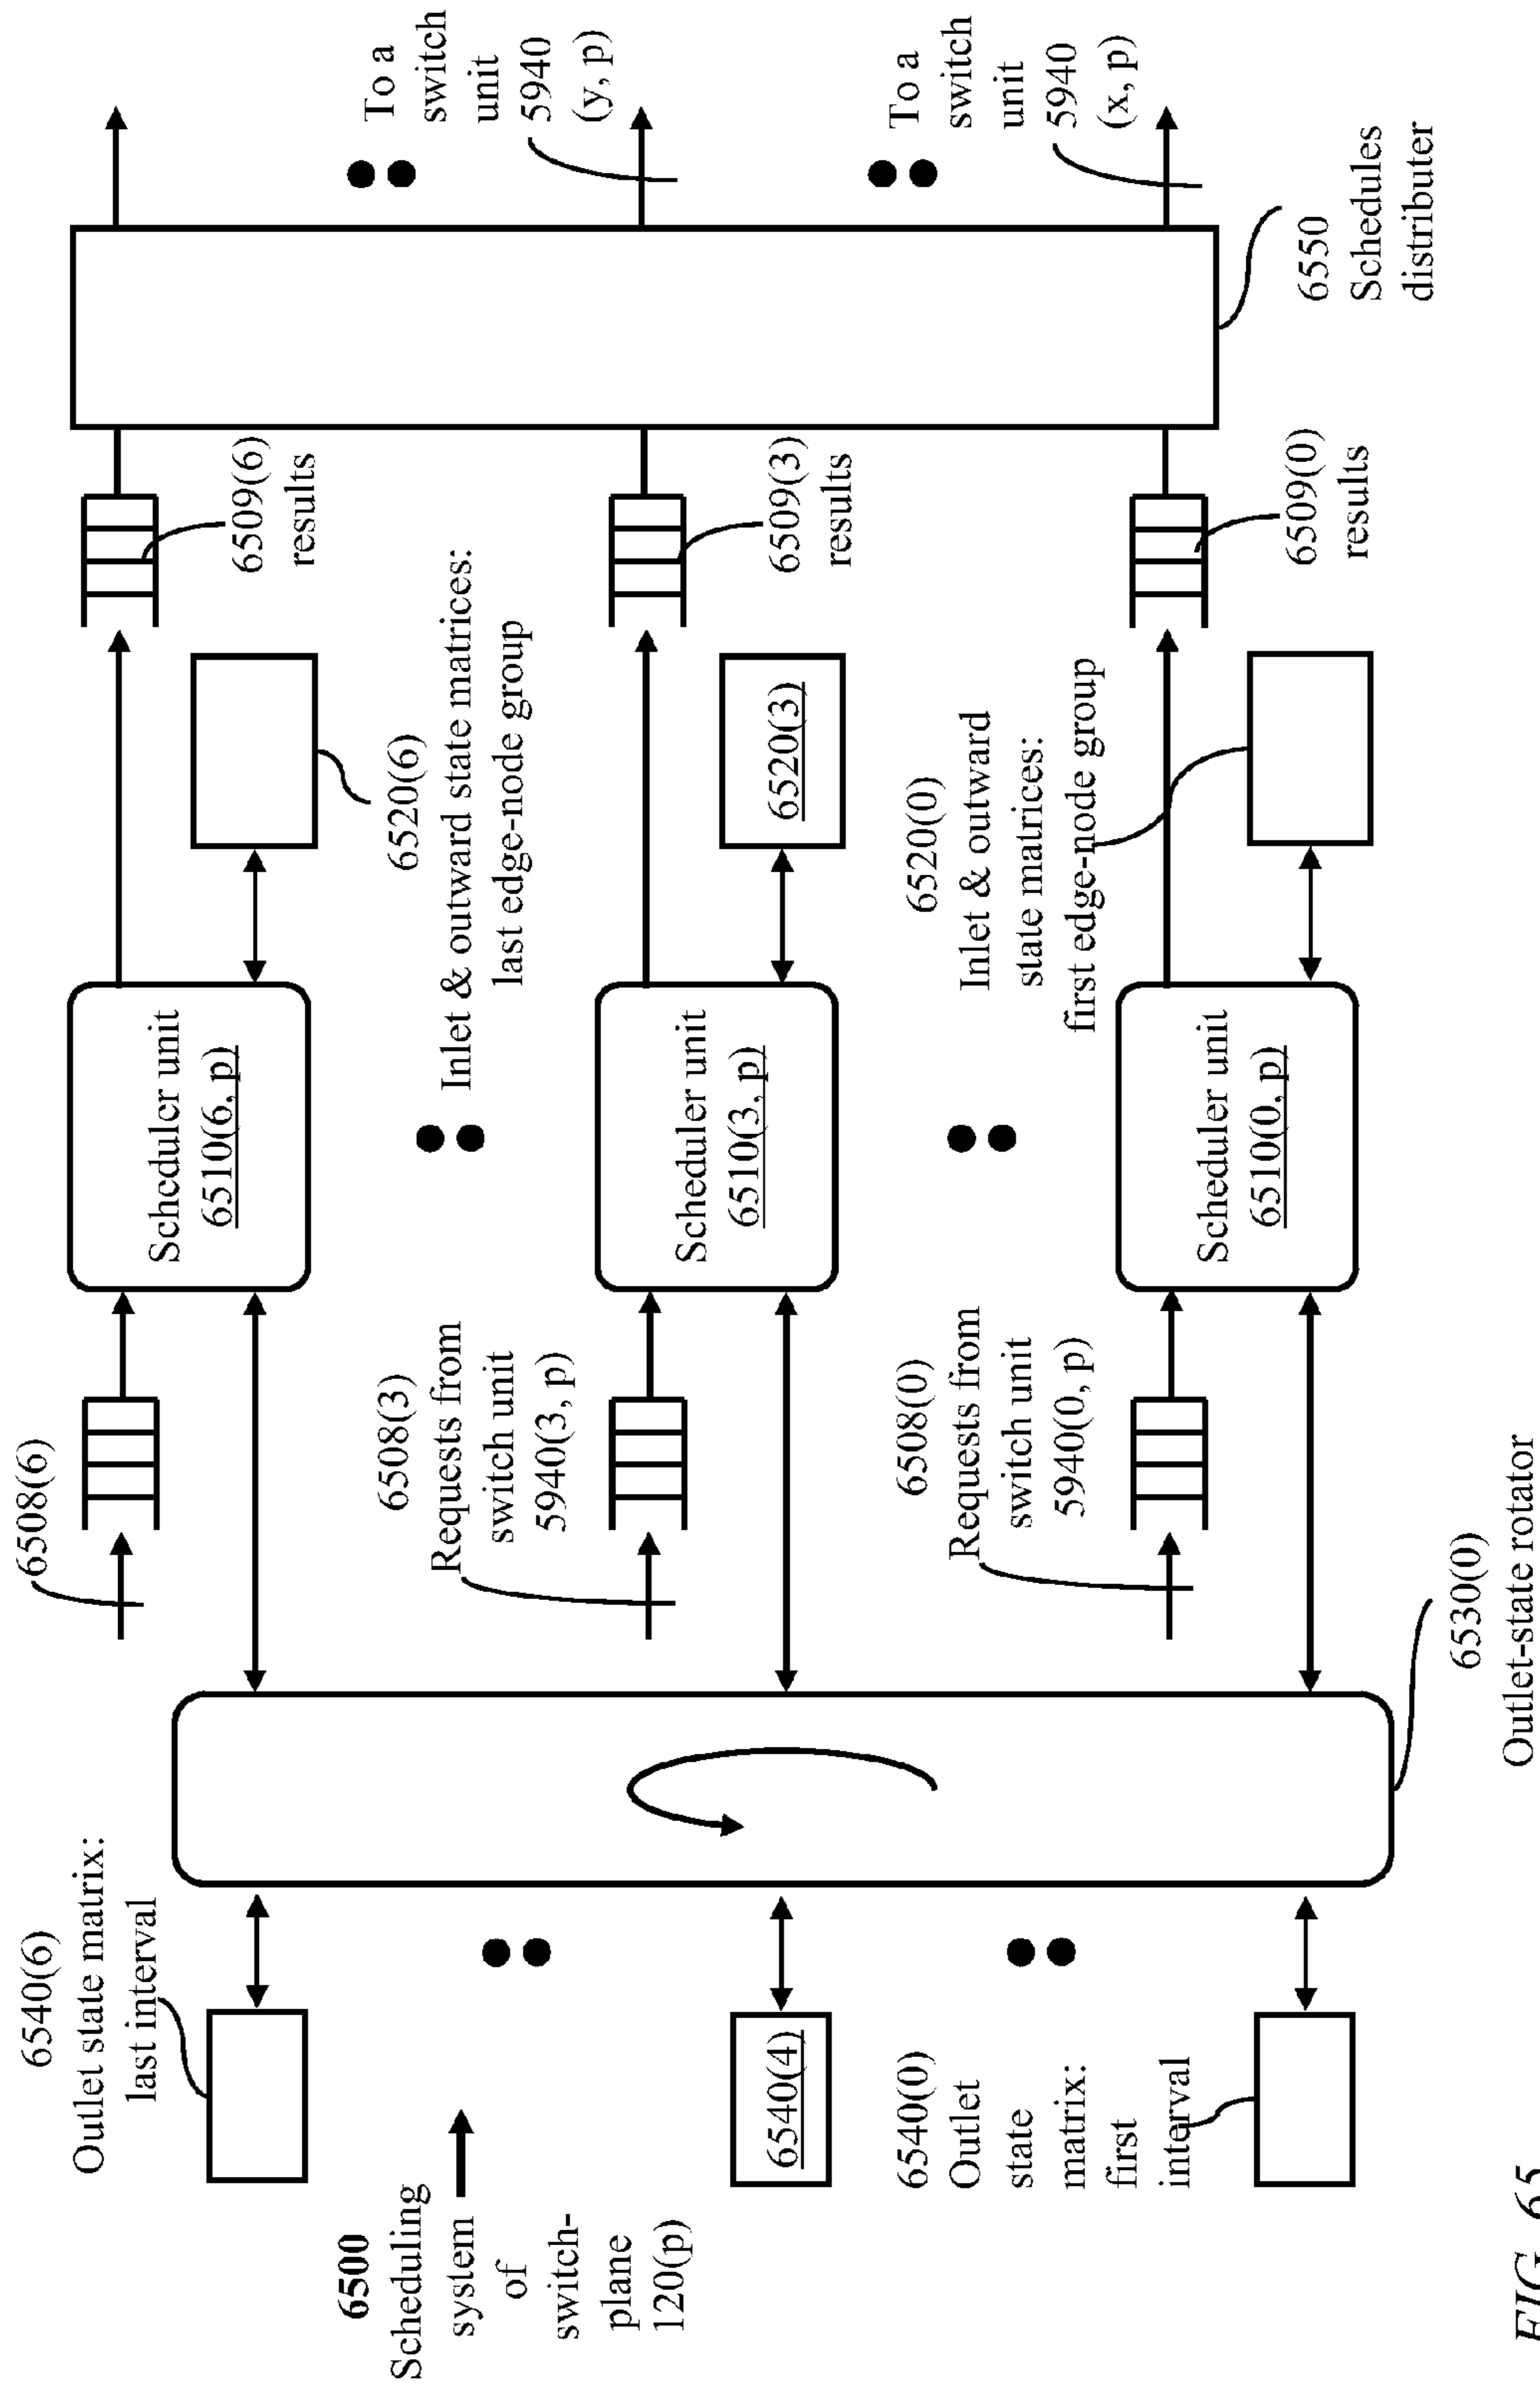 6500
Scheduling
system
of
switch-
plane
120(p)
6540(6)
Outlet state matrix:
last interval
6540(4)
6540(0)
Outlet
state
matrix:
first
interval
6508(6)
6508(3)
Requests from
switch unit
5940(3, p)
6508(0)
Requests from
switch unit
5940(0, p)
6530(0)
Outlet-state rotator
Scheduler unit
6510(6, p)
Scheduler unit
6510(3, p)
Scheduler unit
6510(0, p)
6520(6)
Inlet & outward state matrices:
last edge-node group
6520(3)
6520(0)
Inlet & outward
state matrices:
first edge-node group
6509(6)
results
6509(3)
results
6509(0)
results
To a
switch
unit
5940
(y, p)
To a
switch
unit
5940
(x, p)
6550
Schedules
distributer
FIG. 65